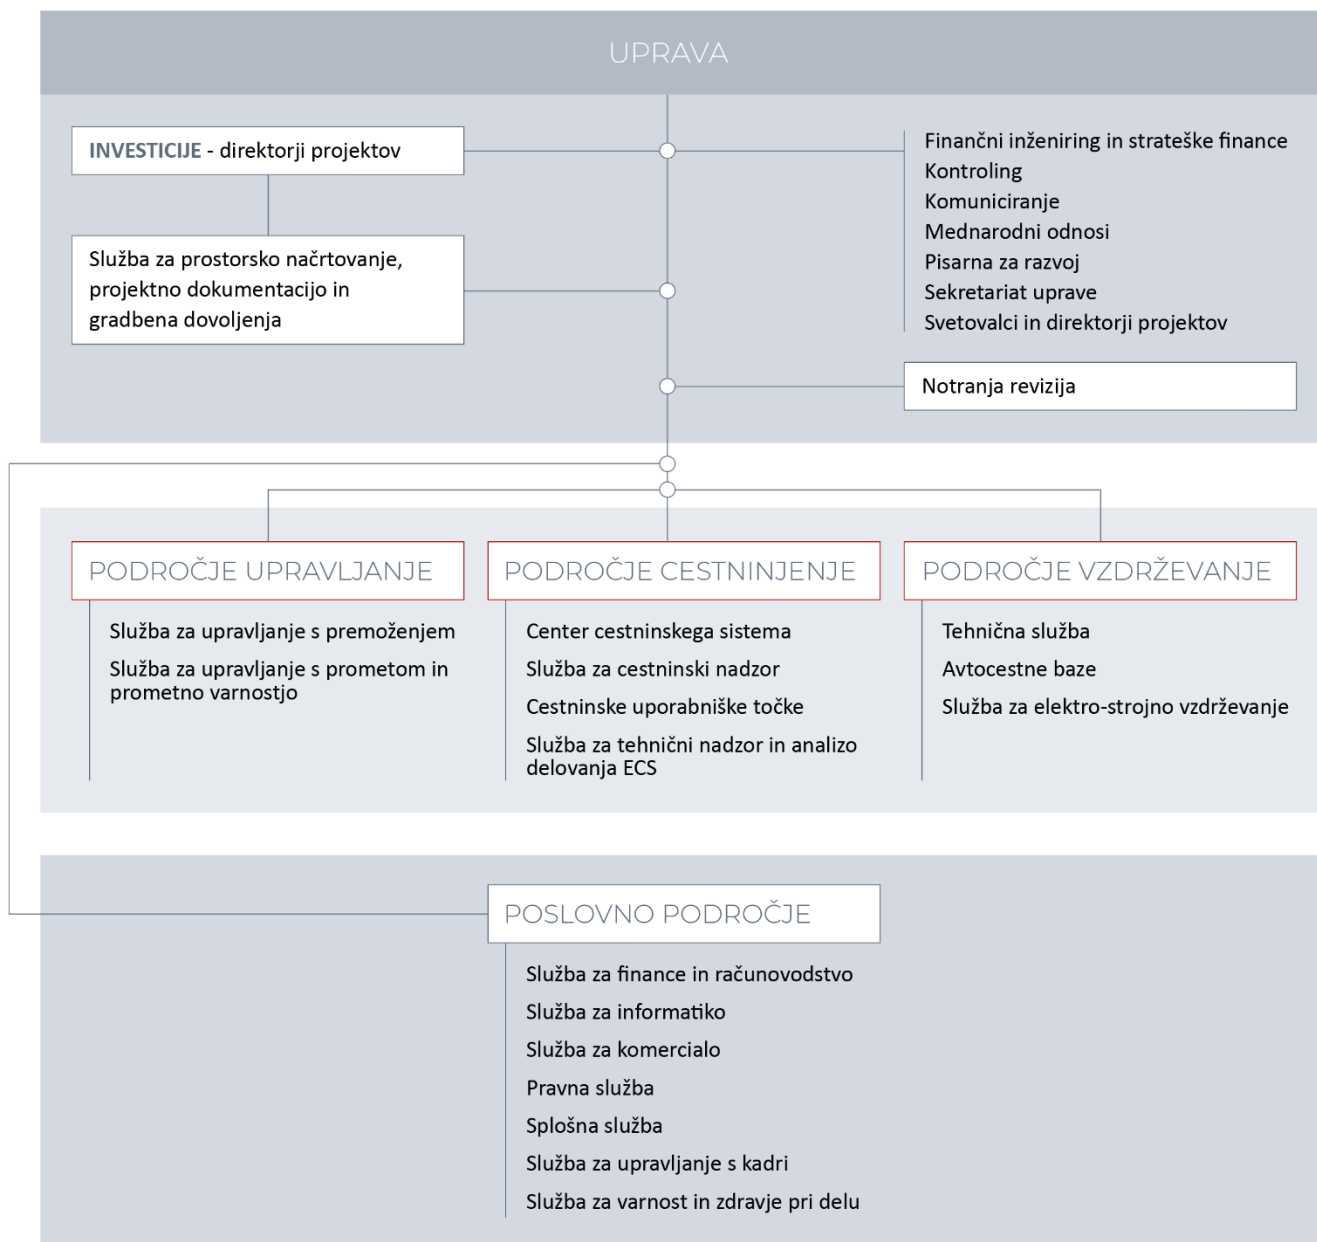 UPRAVA
INVESTICIJE - direktorji projektov
Služba za prostorsko načrtovanje,
projektno dokumentacijo in
gradbena dovoljenja
Finančni inženiring in strateške finance
Kontroling
Komuniciranje
Mednarodni odnosi
Pisarna za razvoj
Sekretariat uprave
Svetovalci in direktorji projektov
Notranja revizija
PODROČJE UPRAVLJANJE
Služba za upravljanje s premoženjem
Služba za upravljanje s prometom in
prometno varnostjo
PODROČJE CESTNINJENJE
Center cestninskega sistema
Služba za cestninski nadzor
Cestninske uporabniške točke
Služba za tehnični nadzor in analizo
delovanja ECS
PODROČJE VZDRŽEVANJE
Tehnična služba
Avtocestne baze
Služba za elektro-strojno vzdrževanje
POSLOVNO PODROČJE
Služba za finance in računovodstvo
Služba za informatiko
Služba za komercialo
Pravna služba
Splošna služba
Služba za upravljanje s kadri
Služba za varnost in zdravje pri delu